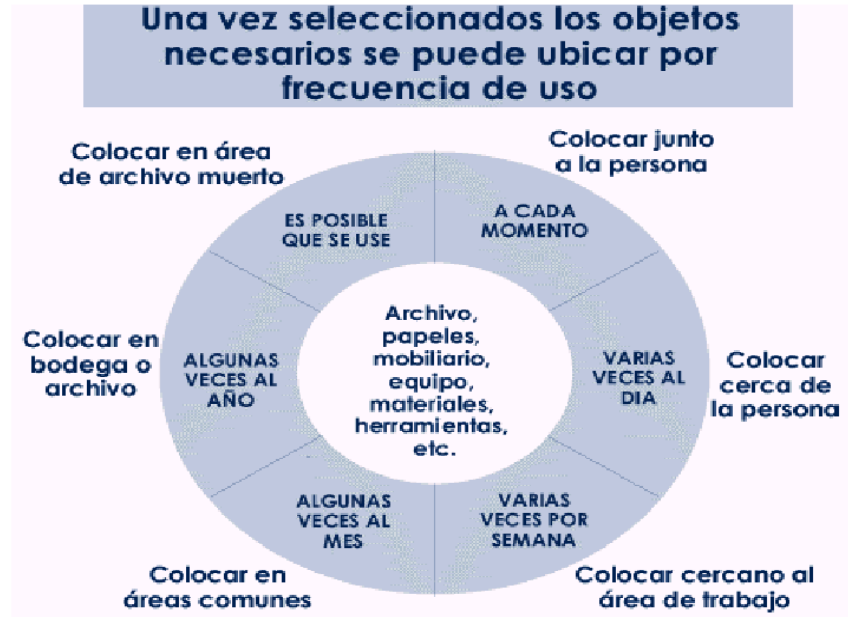 Una vez seleccionados los objetos
necesarios se puede ubicar por
frecuencia de uso
Colocar junto
a la persona
A CADA
MOMENTO
Colocar
cerca de
la persona
VARIAS
VECES AL
DIA
Colocar cercano al
área de trabajo
VARIAS
VECES POR
SEMANA
Colocar en
áreas comunes
ALGUNAS
VECES AL
MES
Colocar en
bodega o
archivo
ALGUNAS
VECES AL
AÑO
Colocar en área
de archivo muerto
ES POSIBLE
QUE SE USE
Archivo,
papeles,
mobiliario,
equipo,
materiales,
herramientas,
etc.